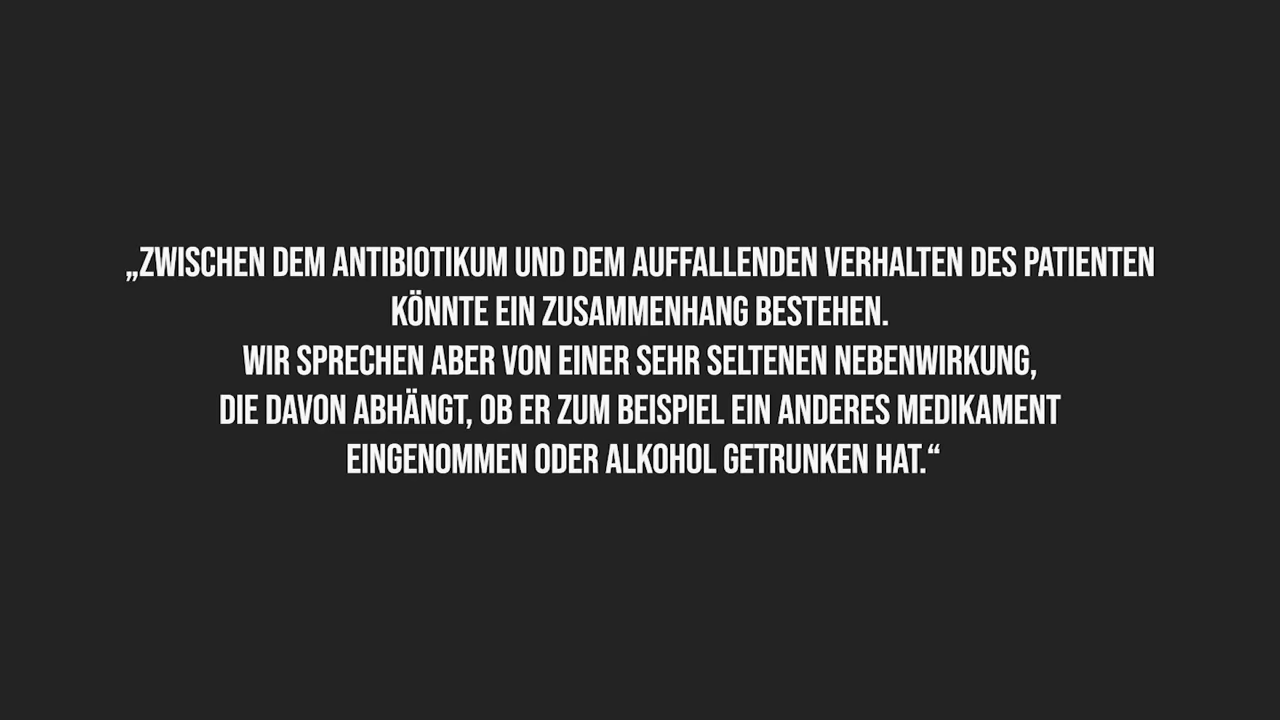 „ZWISCHEN DEM ANTIBIOTIKUM UND DEM AUFFALLENDEN VERHALTEN DES PATIENTEN
KÖNNTE EIN ZUSAMMENHANG BESTEHEN.
WIR SPRECHEN ABER VON EINER SEHR SELTENEN NEBENWIRKUNG,
DIE DAVON ABHÄNGT, OB ER ZUM BEISPIEL EIN ANDERES MEDIKAMENT
EINGENOMMEN ODER ALKOHOL GETRUNKEN HAT.“